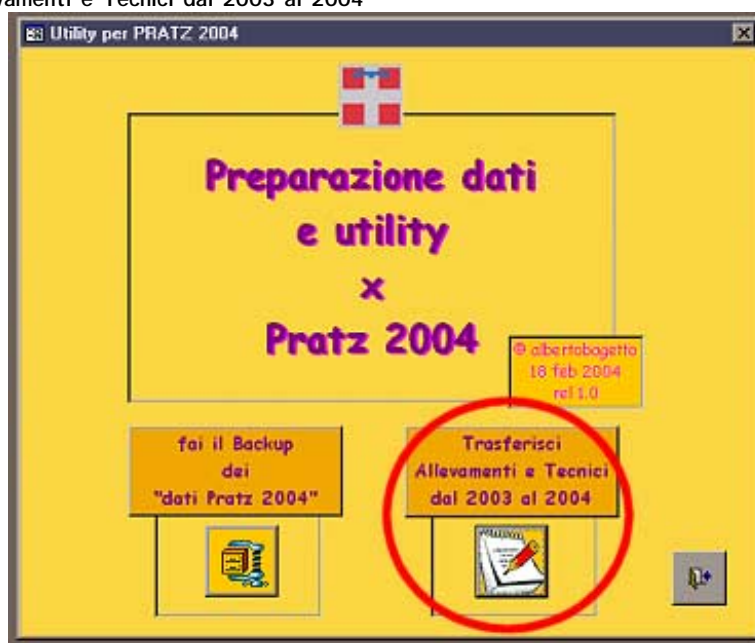 vamenti e Tecnici dal 2003 al 2004
Utility per PRATZ 2004
Preparazione dati
e utility
x
Pratz 2004
© albertobogetto
18 feb 2004
rel 1.0
fai il Backup
dei
"dati Pratz 2004"
Trasferisci
Allevamenti e Tecnici
dal 2003 al 2004